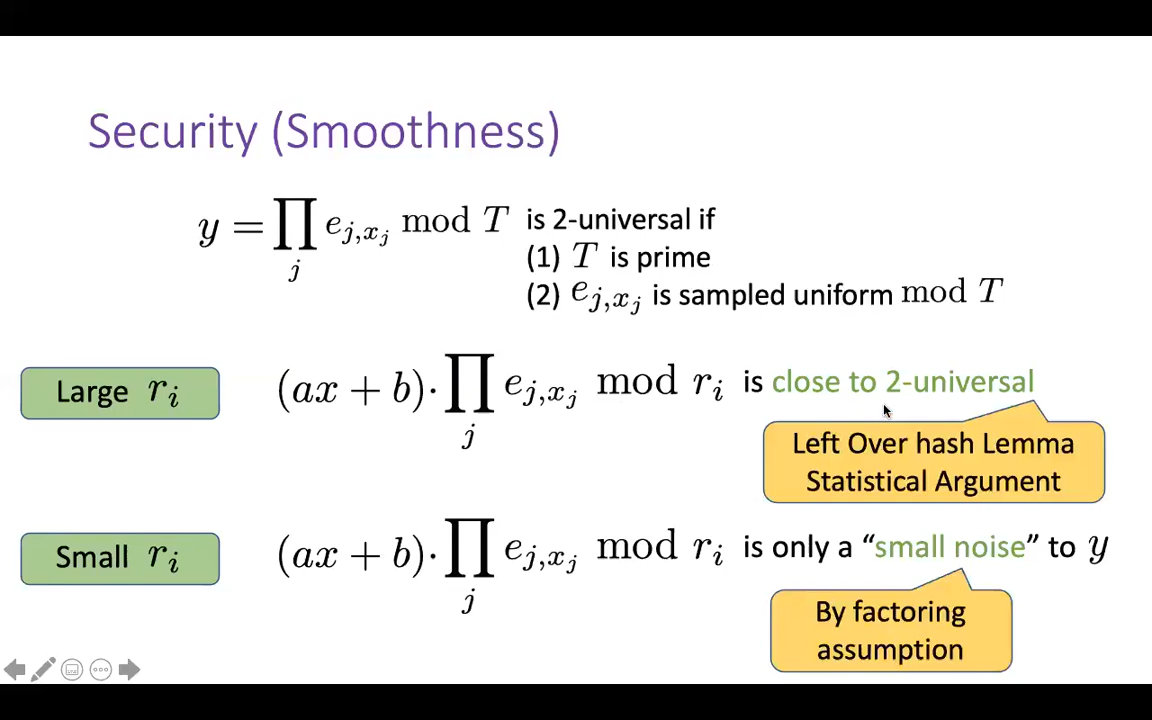 Security (Smoothness)
y = ∏_j e_{j,x_j} mod T is 2-universal if
(1) T is prime
(2) e_{j,x_j} is sampled uniform mod T
Large r_i
(ax + b)·∏_j e_{j,x_j} mod r_i is close to 2-universal
Left Over hash Lemma
Statistical Argument
Small r_i
(ax + b)·∏_j e_{j,x_j} mod r_i is only a “small noise” to y
By factoring
assumption